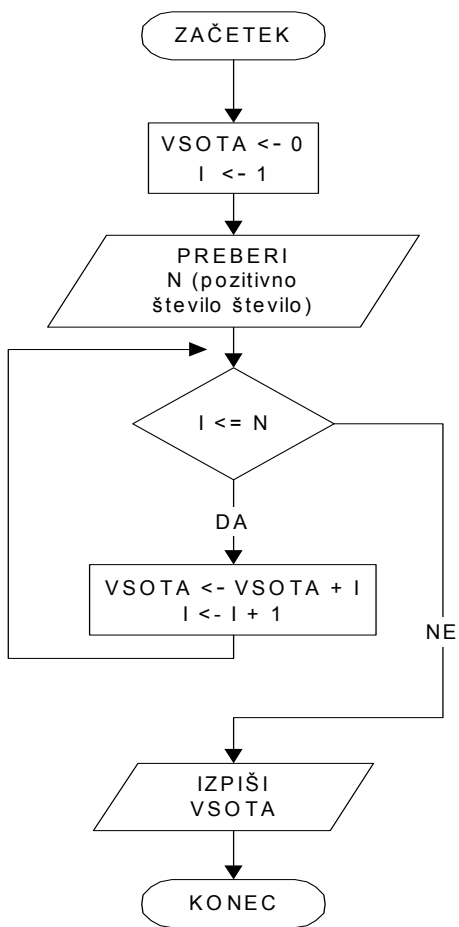 ZAČETEK
VSOTA <- 0
I <- 1
PREBERI
N (pozitivno
število število)
I <= N
DA
VSOTA <- VSOTA + I
I <- I + 1
NE
IZPIŠI
VSOTA
KONEC